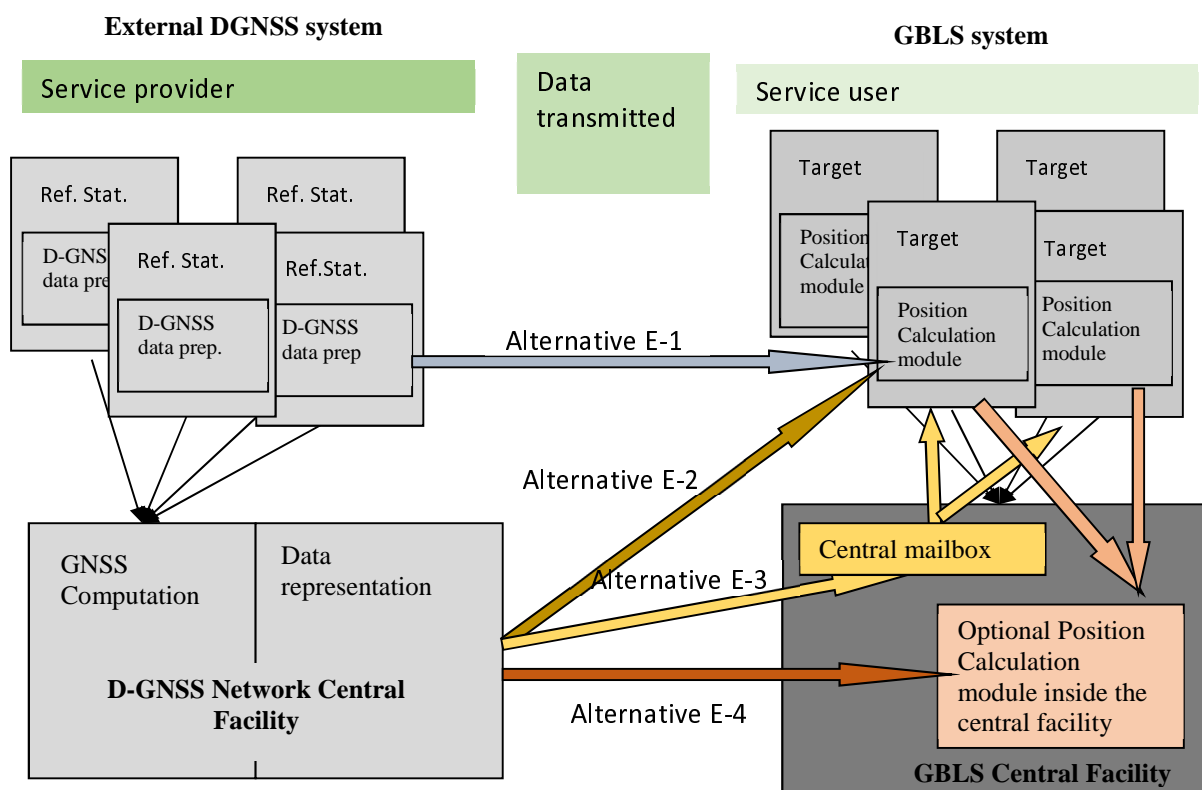 External DGNSS system
GBLS system
Service provider
Data
transmitted
Service user
Ref. Stat.
D-GNS
data pre
Ref. Stat.
Ref. Stat.
D-GNSS
data prep.
Ref.Stat.
D-GNSS
data prep
Target
Position
Calculat
module
Target
Target
Position
Calculation
module
Target
Position
Calculation
module
Alternative E-1
Alternative E-2
Alternative E-3
Alternative E-4
GNSS
Computation
Data
representation
D-GNSS Network Central
Facility
Central mailbox
Optional Position
Calculation
module inside the
central facility
GBLS Central Facility